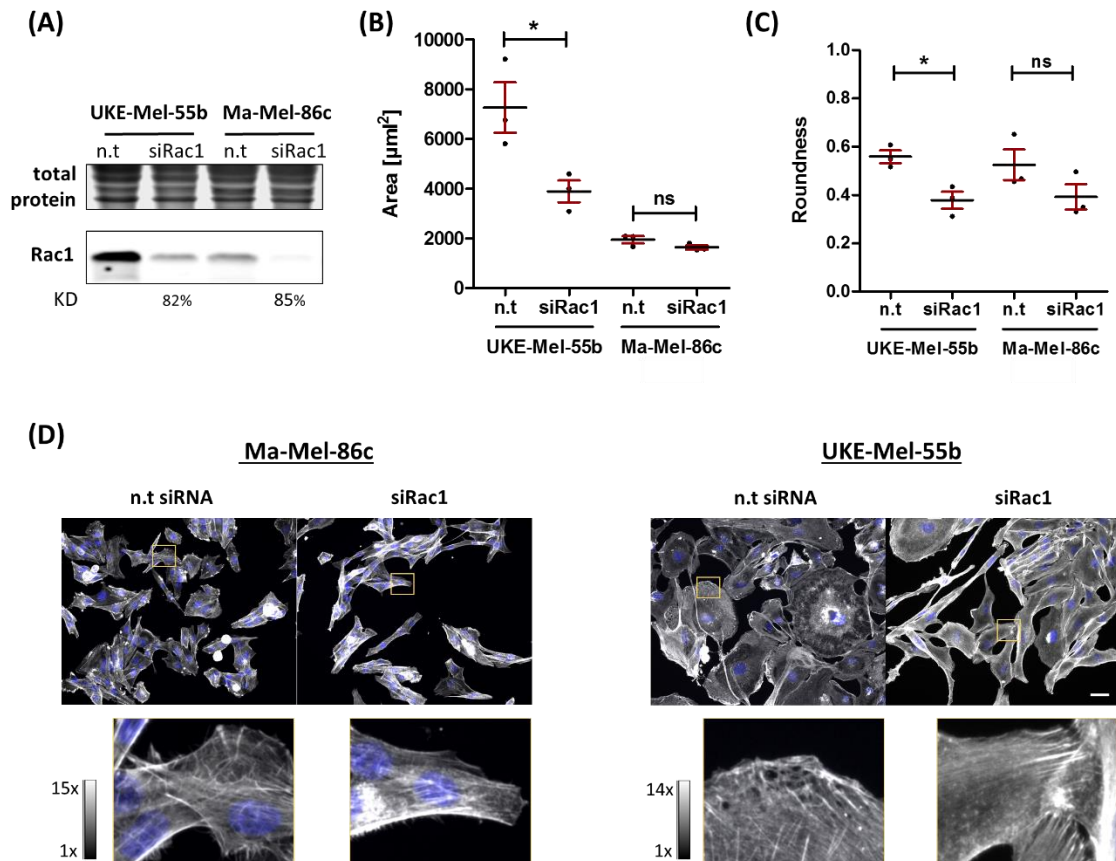 (A)
UKE-Mel-55b Ma-Mel-86c
n.t siRac1 n.t siRac1
total
protein
Rac1
KD 82% 85%
(B)
10000
8000
6000
4000
2000
0
Area [µml²]
*
ns
n.t siRac1 n.t siRac1
UKE-Mel-55b Ma-Mel-86c
(C)
1.0
0.8
0.6
0.4
0.2
0.0
Roundness
*
ns
n.t siRac1 n.t siRac1
UKE-Mel-55b Ma-Mel-86c
(D)
Ma-Mel-86c
n.t siRNA siRac1
15x
1x
UKE-Mel-55b
n.t siRNA siRac1
14x
1x